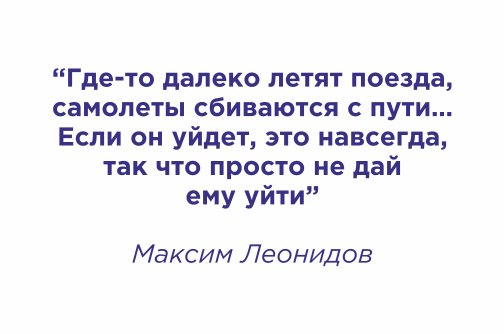 “Где-то далеко летят поезда,
самолеты сбиваются с пути...
Если он уйдет, это навсегда,
так что просто не дай
ему уйти”
Максим Леонидов